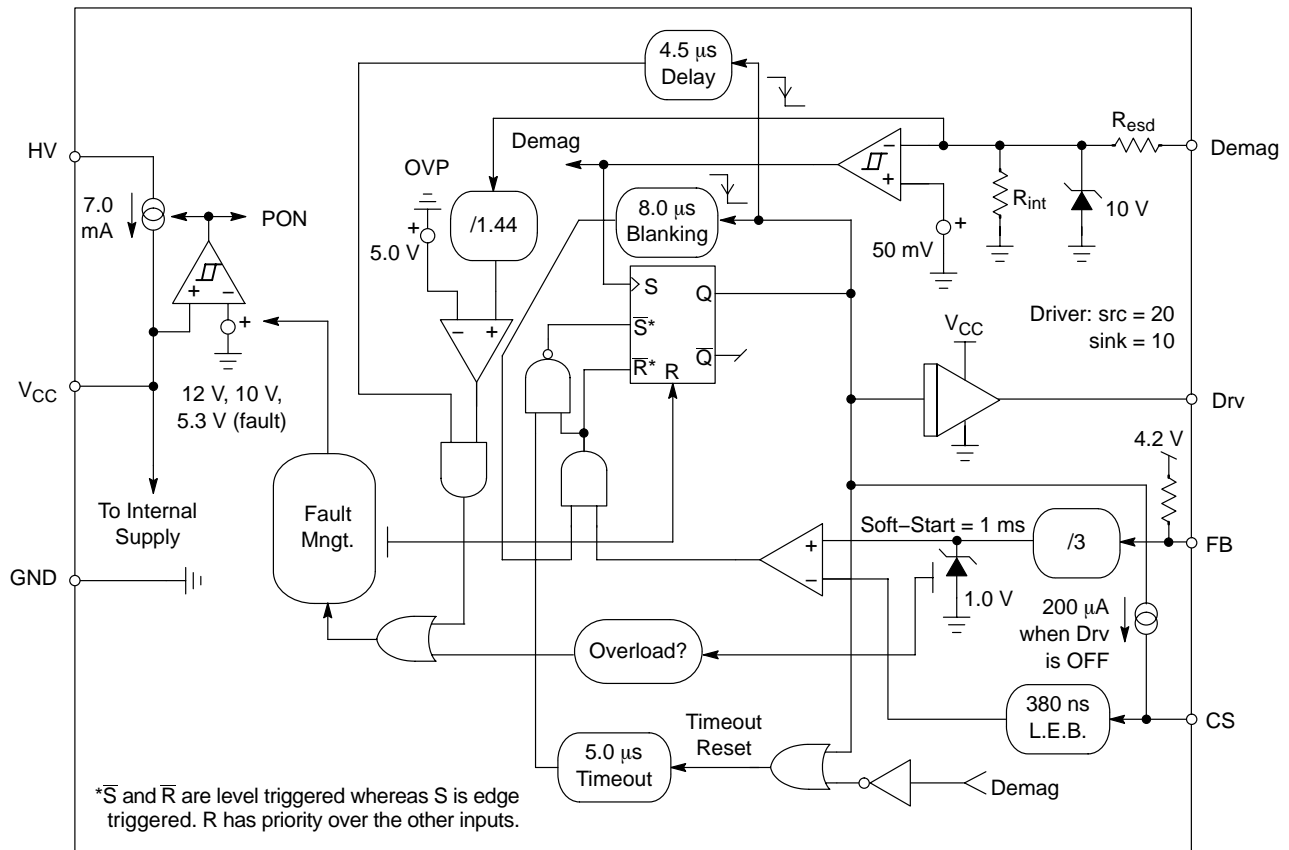 4.5 μs
Delay
HV
Demag
R_esd
Demag
OVP
7.0
mA
PON
+
5.0 V
/1.44
8.0 μs
Blanking
−
+
R_int
10 V
+
50 mV
+ −
+
− +
S
Q
S̅*
R̅*
R
Q̅
V_CC
Driver: src = 20
sink = 10
V_CC
12 V, 10 V,
5.3 V (fault)
Drv
4.2 V
To Internal
Supply
Fault
Mngt.
Soft−Start = 1 ms
+
−
/3
FB
GND
1.0 V
200 μA
when Drv
is OFF
Overload?
380 ns
L.E.B.
CS
Timeout
Reset
5.0 μs
Timeout
Demag
*S̅ and R̅ are level triggered whereas S is edge
triggered. R has priority over the other inputs.